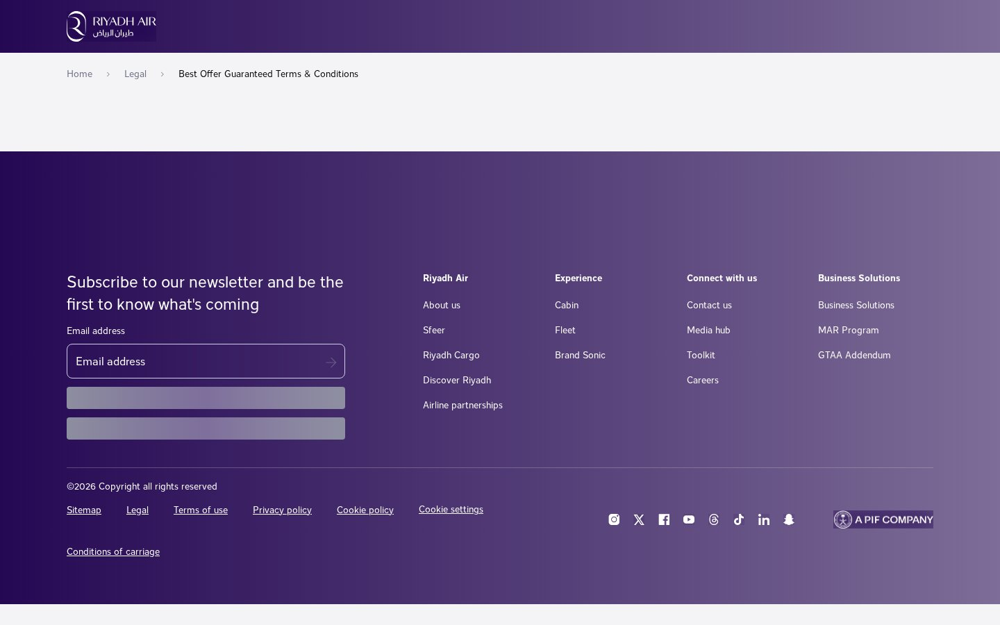 RIYADH AIR
طيران الرياض
Home
Legal
Best Offer Guaranteed Terms & Conditions
Subscribe to our newsletter and be the
first to know what's coming
Email address
Email address
Riyadh Air
About us
Sfeer
Riyadh Cargo
Discover Riyadh
Airline partnerships
Experience
Cabin
Fleet
Brand Sonic
Connect with us
Contact us
Media hub
Toolkit
Careers
Business Solutions
Business Solutions
MAR Program
GTAA Addendum
©2026 Copyright all rights reserved
Sitemap
Legal
Terms of use
Privacy policy
Cookie policy
Cookie settings
Conditions of carriage
A PIF COMPANY